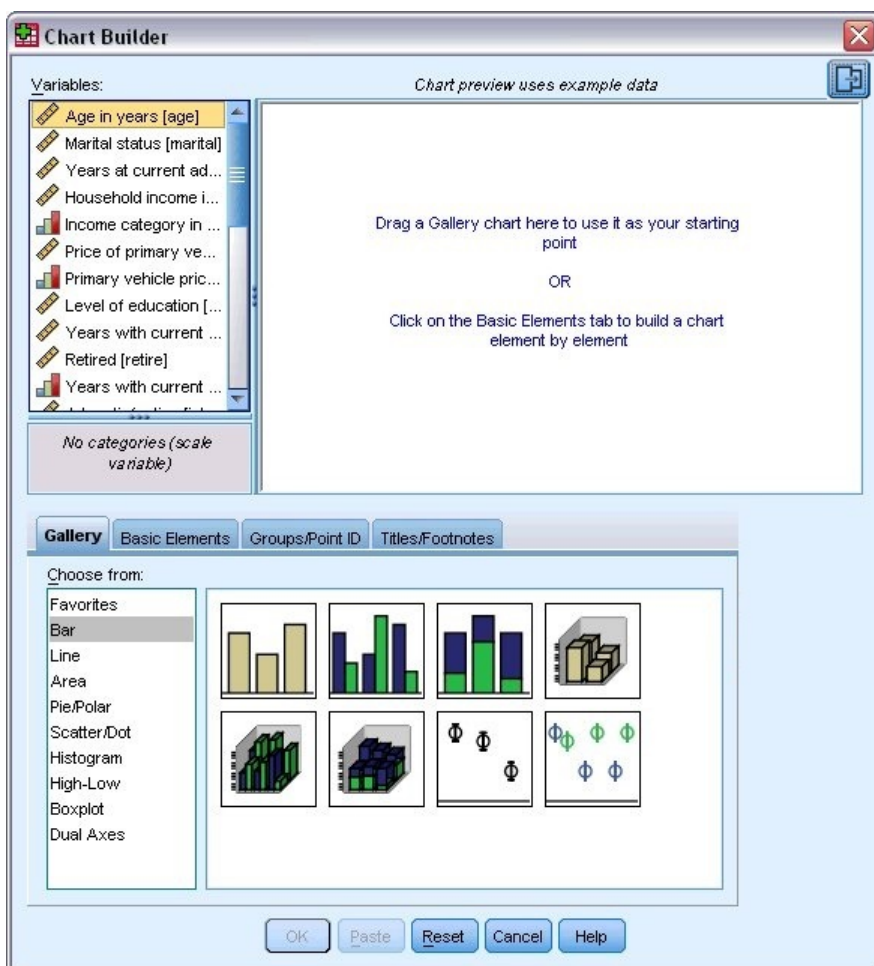 Chart Builder
Variables:
Chart preview uses example data
Age in years [age]
Marital status [marital]
Years at current ad...
Household income i...
Income category in ...
Price of primary ve...
Primary vehicle pric...
Level of education [...
Years with current ...
Retired [retire]
Years with current ...
No categories (scale
variable)
Drag a Gallery chart here to use it as your starting
point
OR
Click on the Basic Elements tab to build a chart
element by element
Gallery Basic Elements Groups/Point ID Titles/Footnotes
Choose from:
Favorites
Bar
Line
Area
Pie/Polar
Scatter/Dot
Histogram
High-Low
Boxplot
Dual Axes
OK Paste Reset Cancel Help